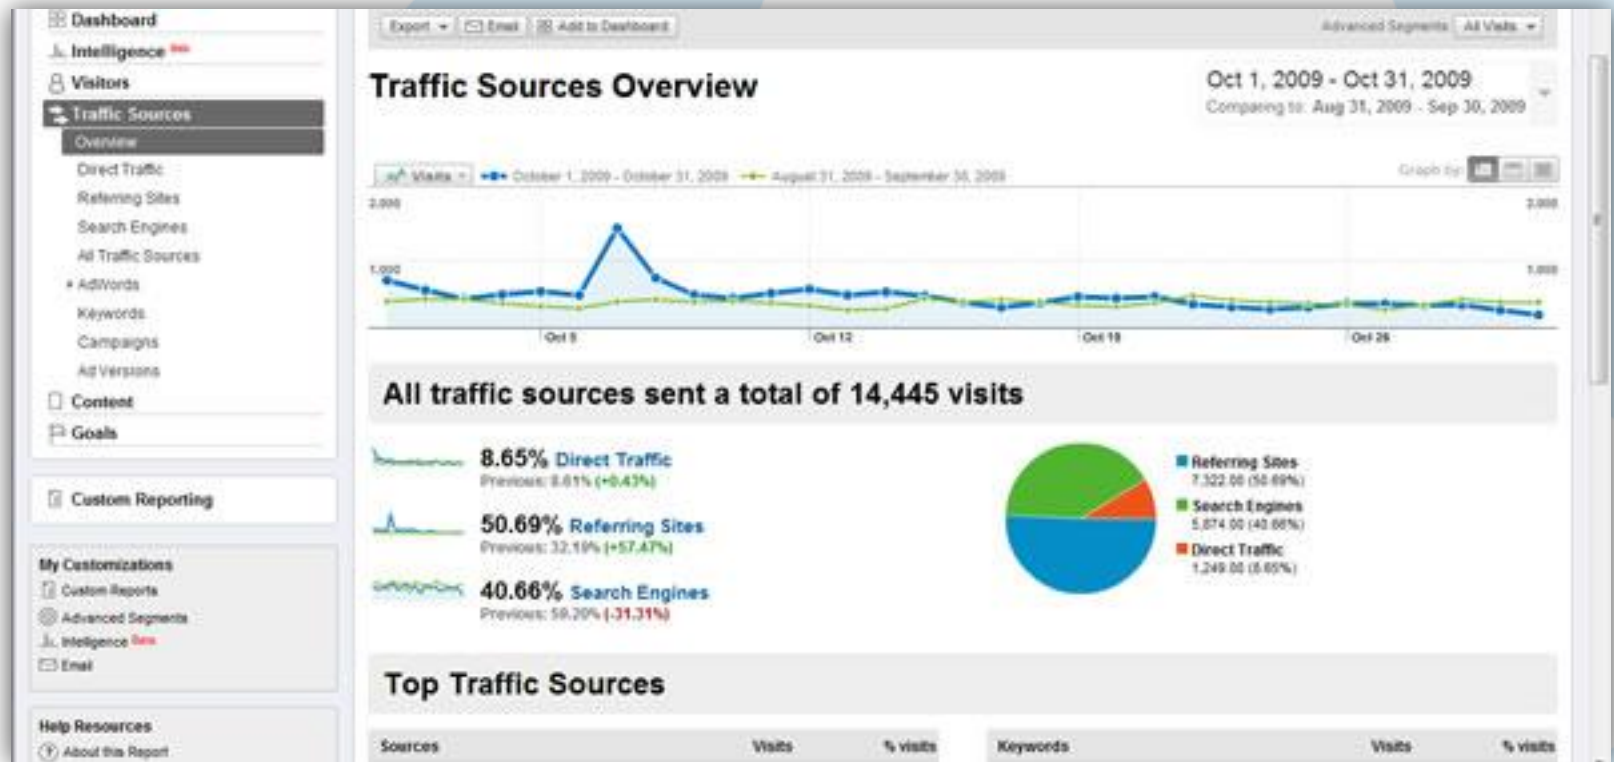 Dashboard
Intelligence Beta
Visitors
Traffic Sources
Overview
Direct Traffic
Referring Sites
Search Engines
All Traffic Sources
AdWords
Keywords
Campaigns
Ad Versions
Content
Goals
Custom Reporting
My Customizations
Custom Reports
Advanced Segments
Intelligence Beta
Email
Help Resources
About this Report
Export
Email
Add to Dashboard
Advanced Segments: All Visits
Traffic Sources Overview
Oct 1, 2009 - Oct 31, 2009
Comparing to: Aug 31, 2009 - Sep 30, 2009
Visits
October 1, 2009 - October 31, 2009
August 31, 2009 - September 30, 2009
Graph by:
2,000
2,000
1,000
1,000
Oct 5
Oct 12
Oct 19
Oct 26
All traffic sources sent a total of 14,445 visits
8.65% Direct Traffic
Previous: 8.61% (+0.43%)
50.69% Referring Sites
Previous: 32.19% (+57.47%)
40.66% Search Engines
Previous: 59.20% (-31.31%)
Referring Sites
7,322.00 (50.69%)
Search Engines
5,874.00 (40.66%)
Direct Traffic
1,249.00 (8.65%)
Top Traffic Sources
Sources Visits % visits
Keywords Visits % visits